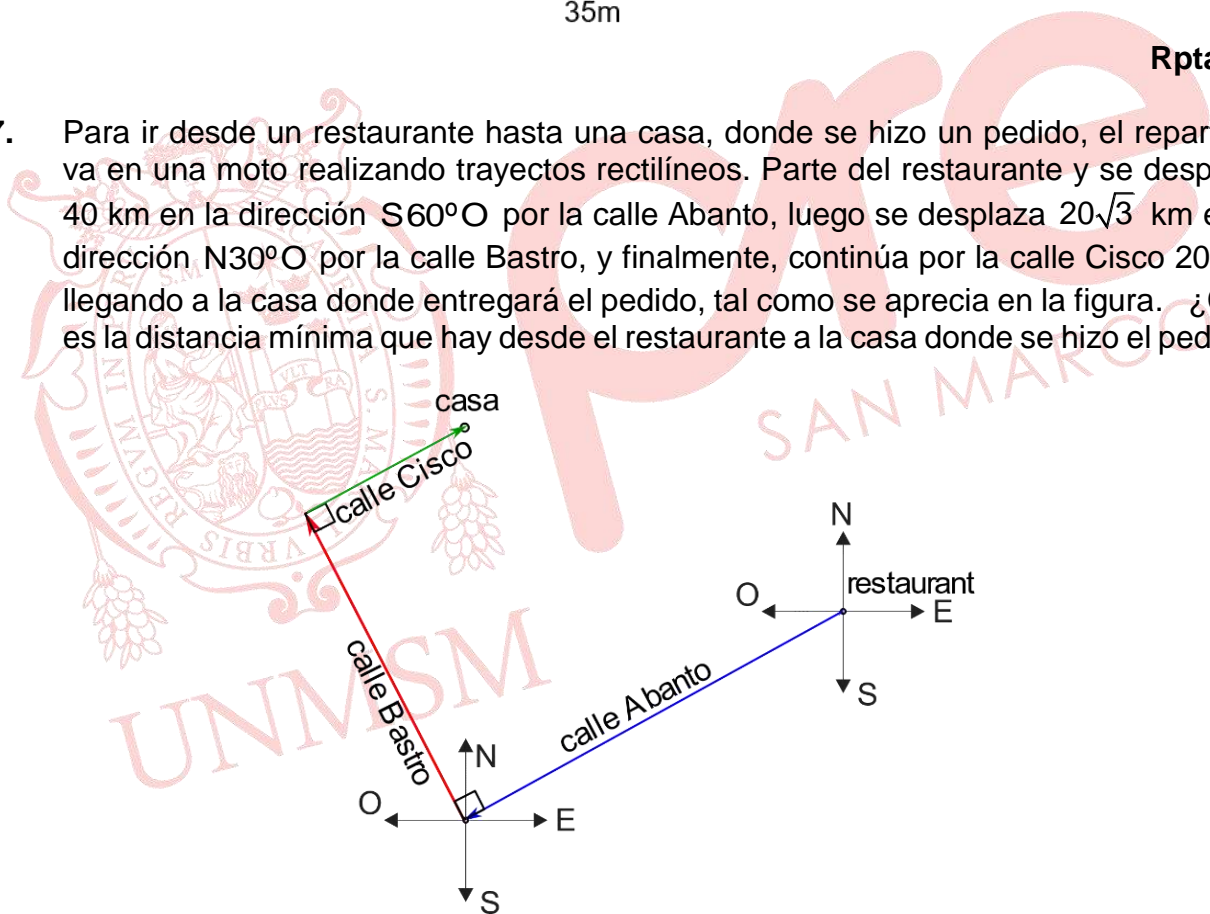 35m
Rpta
7. Para ir desde un restaurante hasta una casa, donde se hizo un pedido, el repar
va en una moto realizando trayectos rectilíneos. Parte del restaurante y se desp
40 km en la dirección S60ºO por la calle Abanto, luego se desplaza 20√3 km e
dirección N30ºO por la calle Bastro, y finalmente, continúa por la calle Cisco 20
llegando a la casa donde entregará el pedido, tal como se aprecia en la figura. ¿
es la distancia mínima que hay desde el restaurante a la casa donde se hizo el ped
pre
SAN MARCO
casa
calle Cisco
N
restaurant
O
E
S
calle Abanto
calle Bastro
UNMSM
N
O
E
S